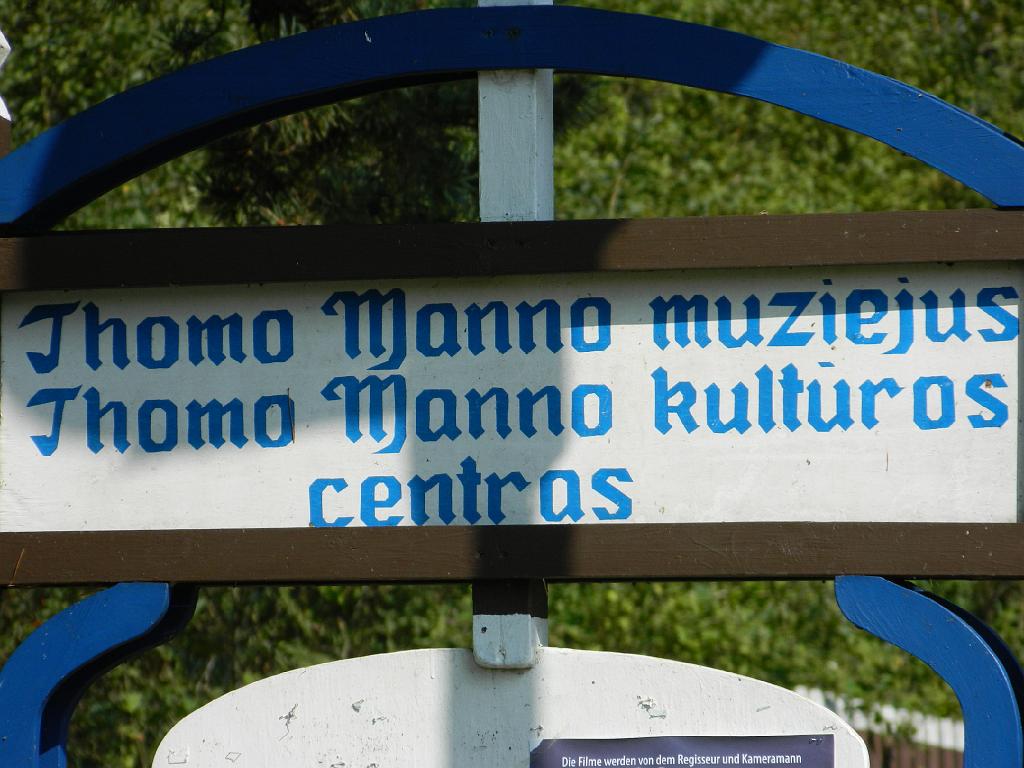 Thomo Manno muziejus
Thomo Manno kultūros
centras
Die Filme werden von dem Regisseur und Kameramann